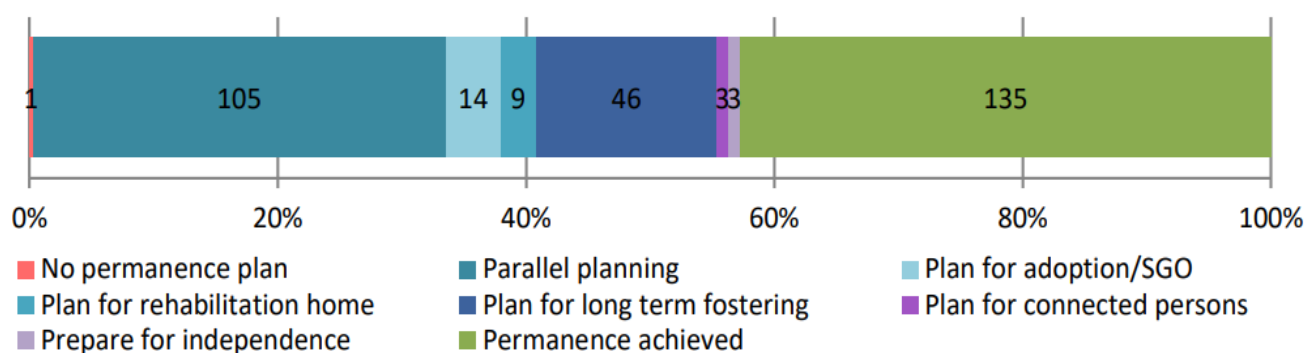 1 105 14 9 46 3 3 135
0% 20% 40% 60% 80% 100%
No permanence plan Parallel planning Plan for adoption/SGO
Plan for rehabilitation home Plan for long term fostering Plan for connected persons
Prepare for independence Permanence achieved